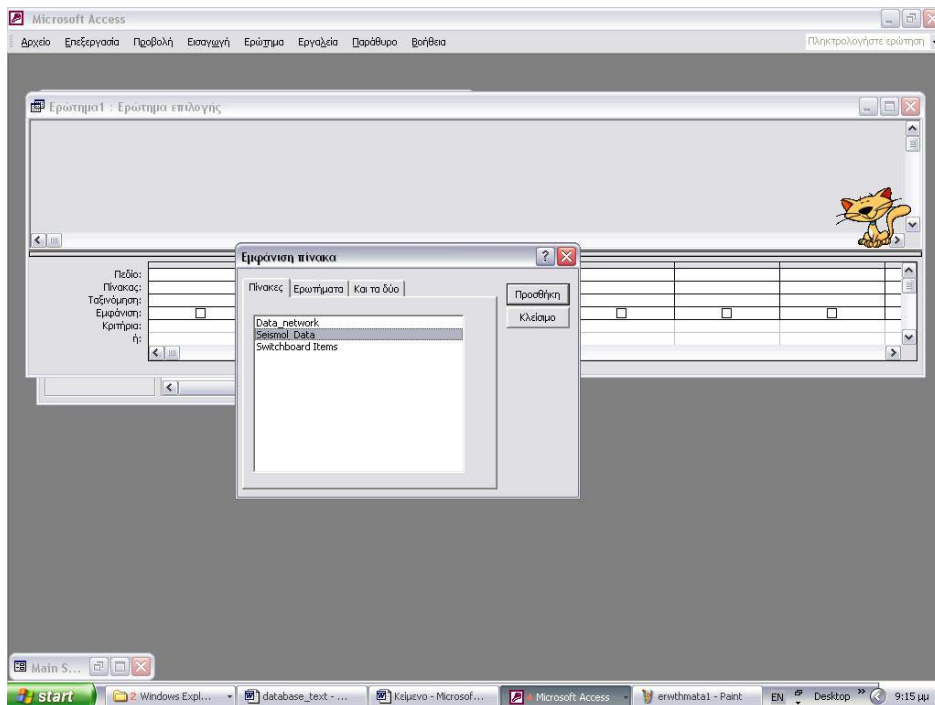 Microsoft Access
Αρχείο Επεξεργασία Προβολή Εισαγωγή Ερώτημα Εργαλεία Παράθυρο Βοήθεια Πληκτρολογήστε ερώτηση
Ερώτημα1 : Ερώτημα επιλογής
Εμφάνιση πίνακα
Πίνακες Ερωτήματα Και τα δύο
Προσθήκη
Κλείσιμο
Data_network
Seismol_Data
Switchboard Items
Πεδίο:
Πίνακας:
Ταξινόμηση:
Εμφάνιση:
Κριτήρια:
ή:
Main S...
start 2 Windows Expl... database_text - ... Κείμενο - Microsof... Microsoft Access erwthmata1 - Paint EN Desktop » 9:15 μμ